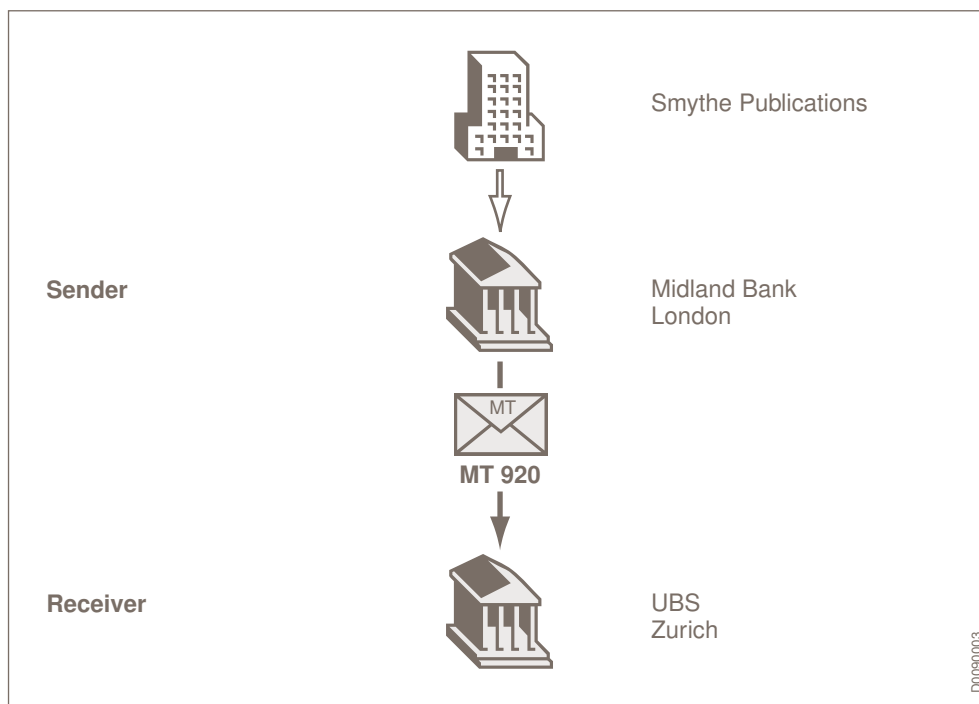 Smythe Publications
Sender
Midland Bank
London
MT
MT 920
Receiver
UBS
Zurich
D0090003